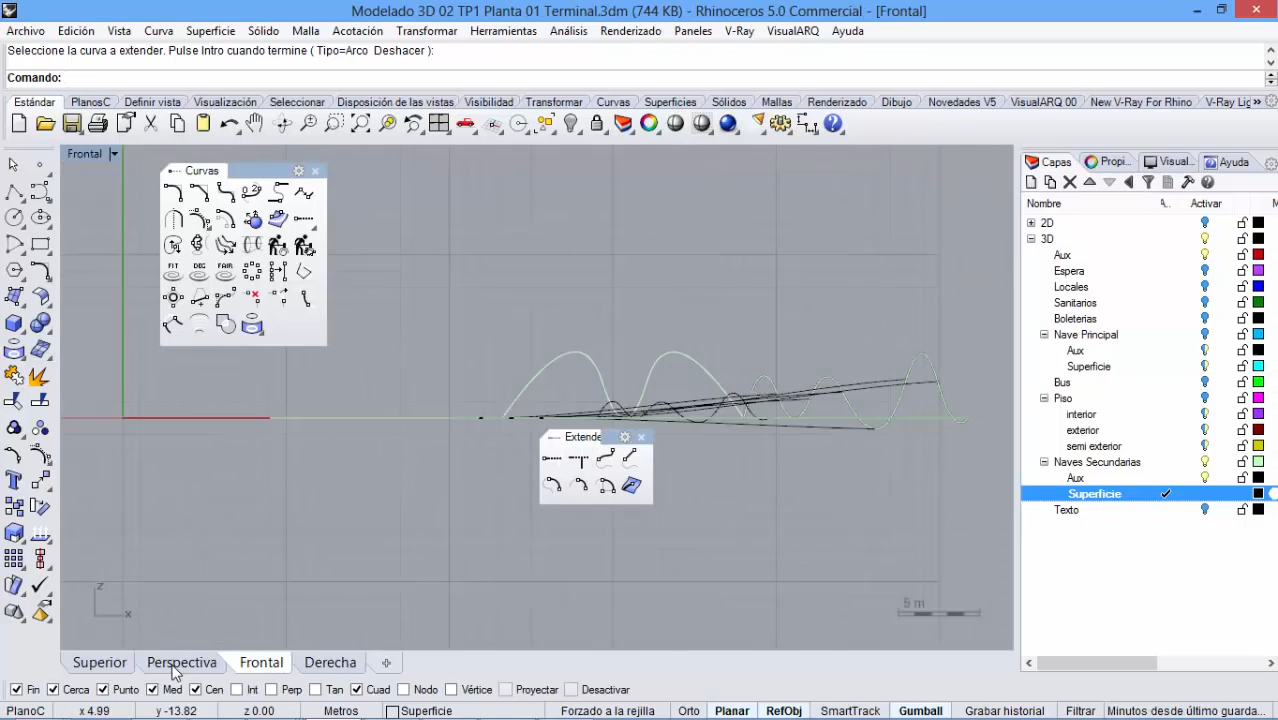 Modelado 3D 02 TP1 Planta 01 Terminal.3dm (744 KB) - Rhinoceros 5.0 Commercial - [Frontal]
Archivo Edición Vista Curva Superficie Sólido Malla Acotación Transformar Herramientas Análisis Renderizado Paneles V-Ray VisualARQ Ayuda
Seleccione la curva a extender. Pulse Intro cuando termine ( Tipo=Arco Deshacer ):
Comando:
Estándar PlanosC Definir vista Visualización Seleccionar Disposición de las vistas Visibilidad Transformar Curvas Superficies Sólidos Mallas Renderizado Dibujo Novedades V5 VisualARQ 00 New V-Ray For Rhino V-Ray Lig
Frontal
Curvas
FIT DEG FAIR
Extende
z
x
5 m
Capas Propi... Visual... Ayuda
Nombre A... Activar M
2D
3D
Aux
Espera
Locales
Sanitarios
Boleterias
Nave Principal
Aux
Superficie
Bus
Piso
interior
exterior
semi exterior
Naves Secundarias
Aux
Superficie
Texto
Superior Perspectiva Frontal Derecha
Fin Cerca Punto Med Cen Int Perp Tan Cuad Nodo Vértice Proyectar Desactivar
PlanoC x 4.99 y -13.82 z 0.00 Metros Superficie Forzado a la rejilla Orto Planar RefObj SmartTrack Gumball Grabar historial Filtrar Minutos desde último guarda...